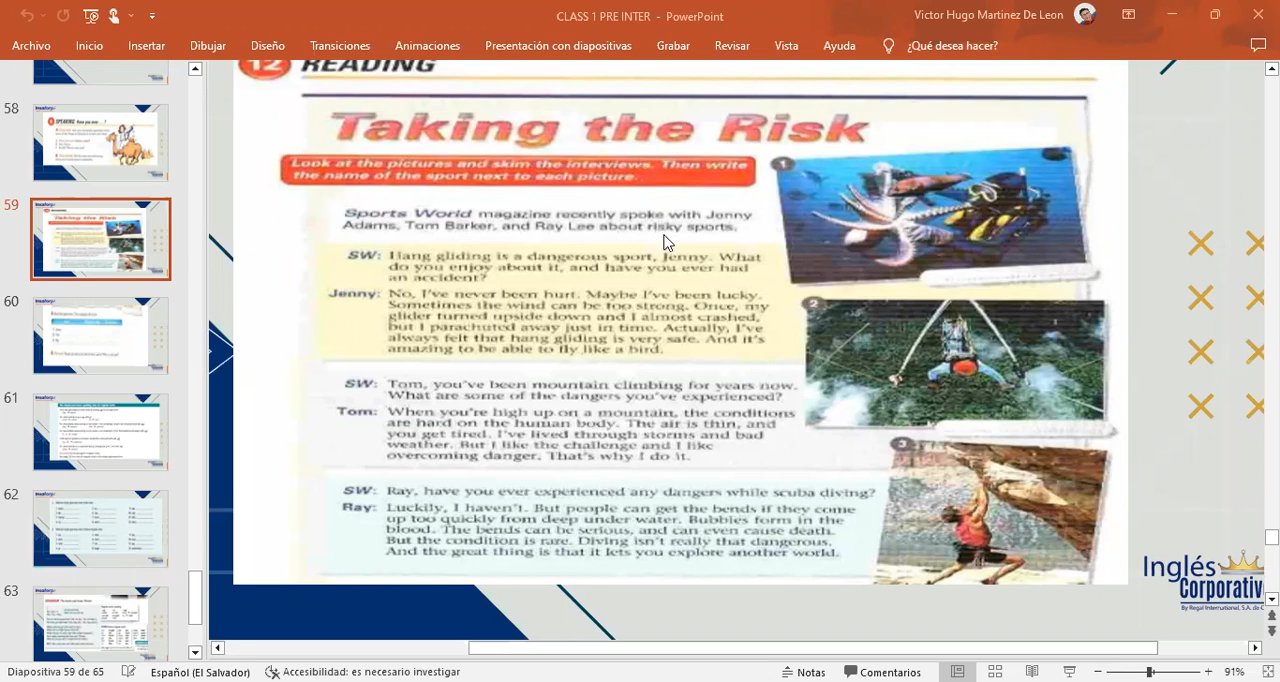 CLASS 1 PRE INTER - PowerPoint
Victor Hugo Martinez De Leon
Archivo Inicio Insertar Dibujar Diseño Transiciones Animaciones Presentación con diapositivas Grabar Revisar Vista Ayuda ¿Qué desea hacer?
58
59
60
61
62
63
12 READING
Taking the Risk
Look at the pictures and skim the interviews. Then write
the name of the sport next to each picture.
Sports World magazine recently spoke with Jenny
Adams, Tom Barker, and Ray Lee about risky sports.
SW: Hang gliding is a dangerous sport, Jenny. What
do you enjoy about it, and have you ever had
an accident?
Jenny: No, I've never been hurt. Maybe I've been lucky.
Sometimes the wind can be too strong. Once, my
glider turned upside down and I almost crashed,
but I parachuted away just in time. Actually, I've
always felt that hang gliding is very safe. And it's
amazing to be able to fly like a bird.
SW: Tom, you've been mountain climbing for years now.
What are some of the dangers you've experienced?
Tom: When you're high up on a mountain, the conditions
are hard on the human body. The air is thin, and
you get tired. I've lived through storms and bad
weather. But I like the challenge and I like
overcoming danger. That's why I do it.
SW: Ray, have you ever experienced any dangers while scuba diving?
Ray: Luckily, I haven't. But people can get the bends if they come
up too quickly from deep under water. Bubbles form in the
blood. The bends can be serious, and can even cause death.
But the condition is rare. Diving isn't really that dangerous.
And the great thing is that it lets you explore another world.
1
2
3
Inglés
Corporativ
By Regal International, S.A. de C
Diapositiva 59 de 65 Español (El Salvador) Accesibilidad: es necesario investigar Notas Comentarios 91%